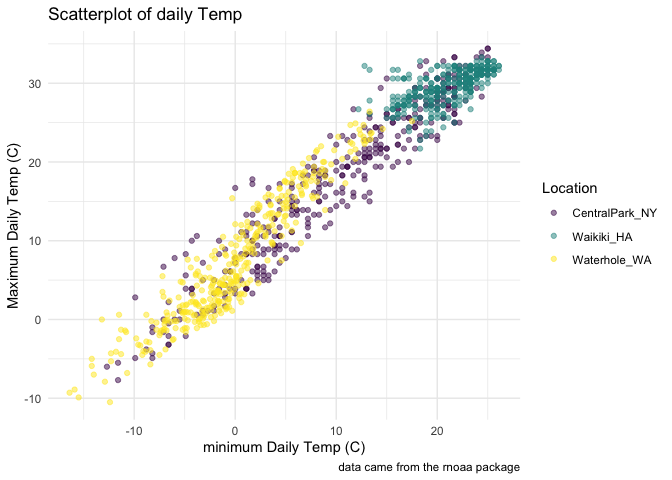 Scatterplot of daily Temp
Maximum Daily Temp (C)
30
20
10
0
-10
-10
0
10
20
minimum Daily Temp (C)
data came from the rnoaa package
Location
CentralPark_NY
Waikiki_HA
Waterhole_WA